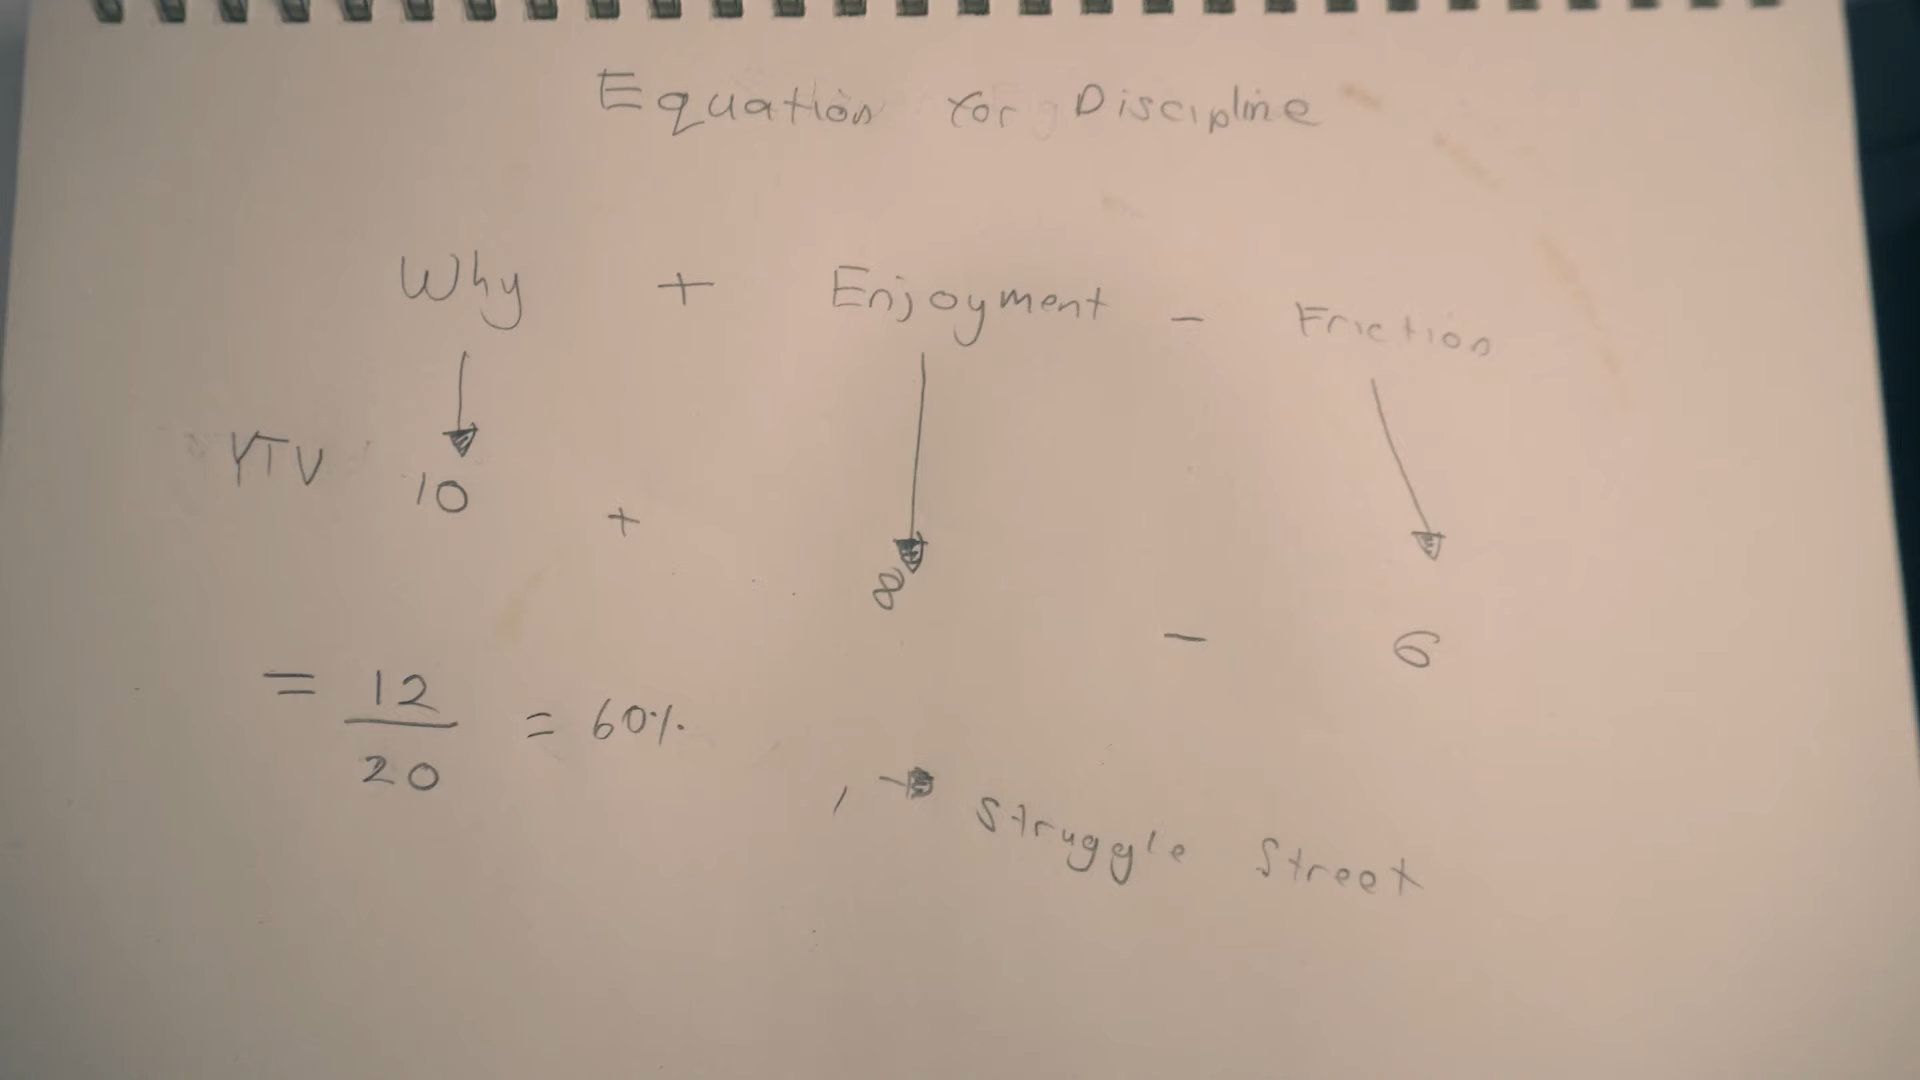 Equation for Discipline
Why + Enjoyment - Friction
YTV 10 + 8 - 6
= 12/20 = 60%
, → Struggle Street